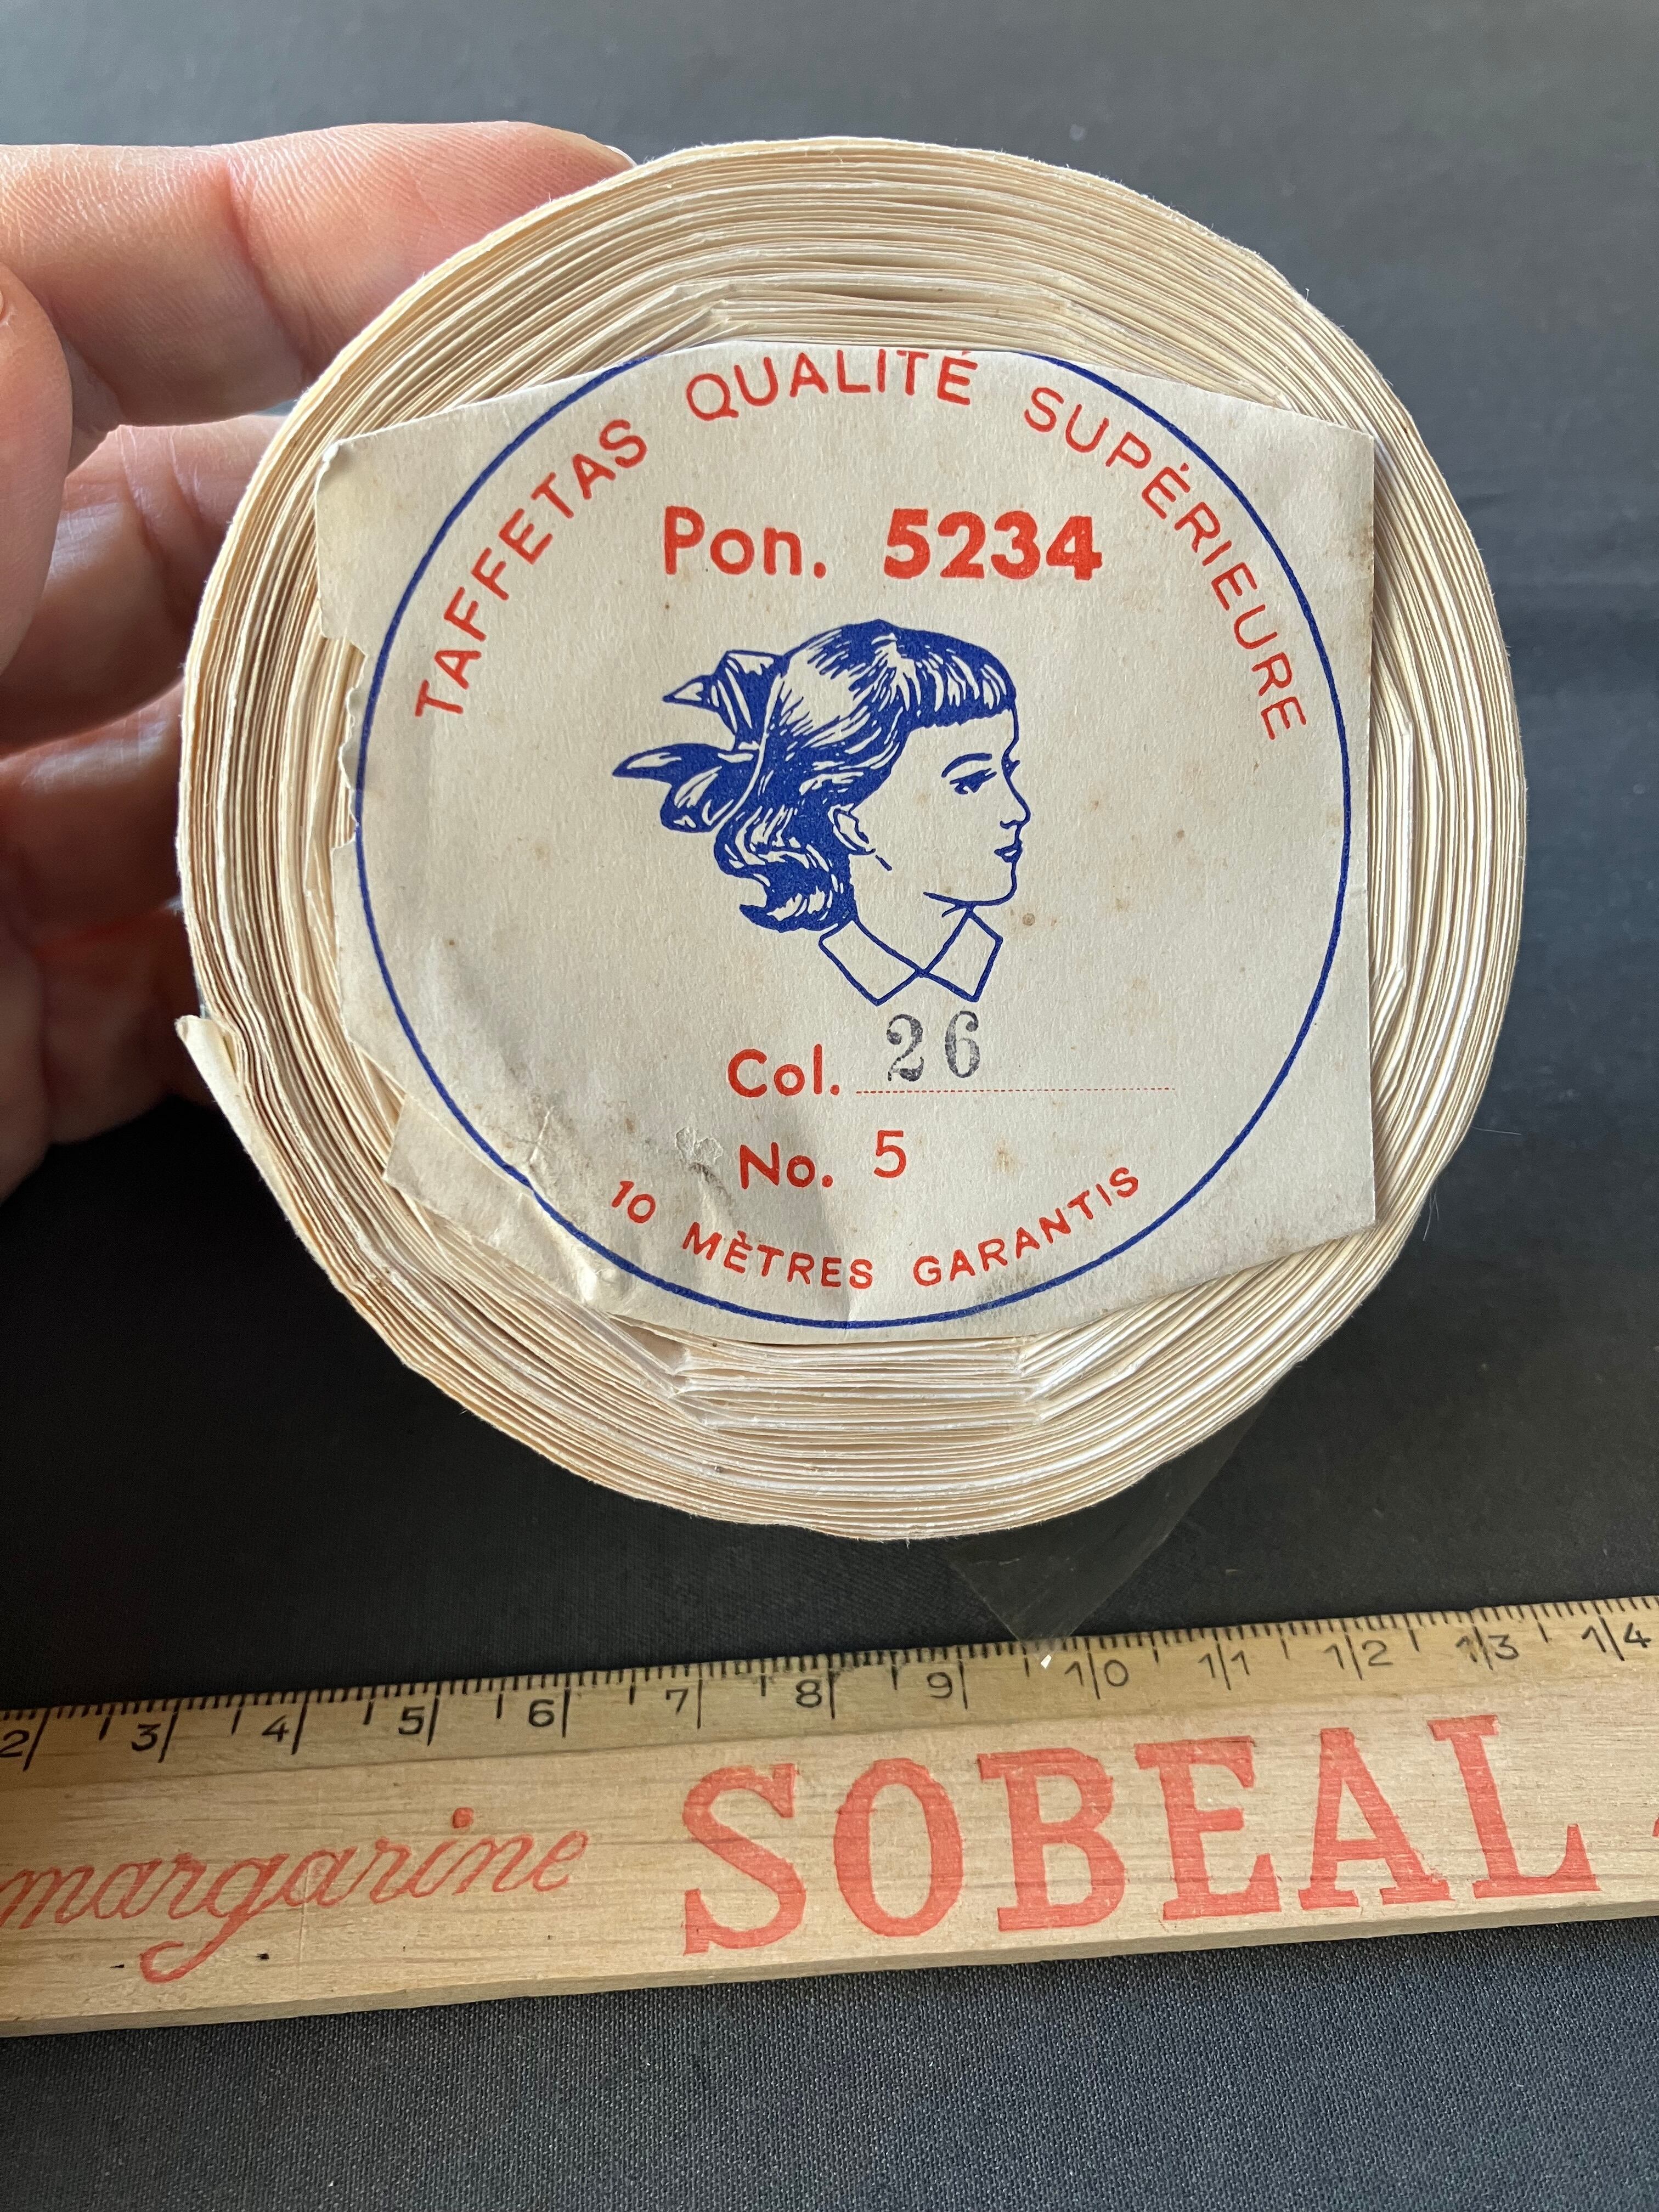 TAFFETAS QUALITÉ SUPÉRIEURE
Pon. 5234
Col. 26
No. 5
10 MÈTRES GARANTIS
2 3 4 5 6 7 8 9 10 11 12 13 14
margarine SOBEAL